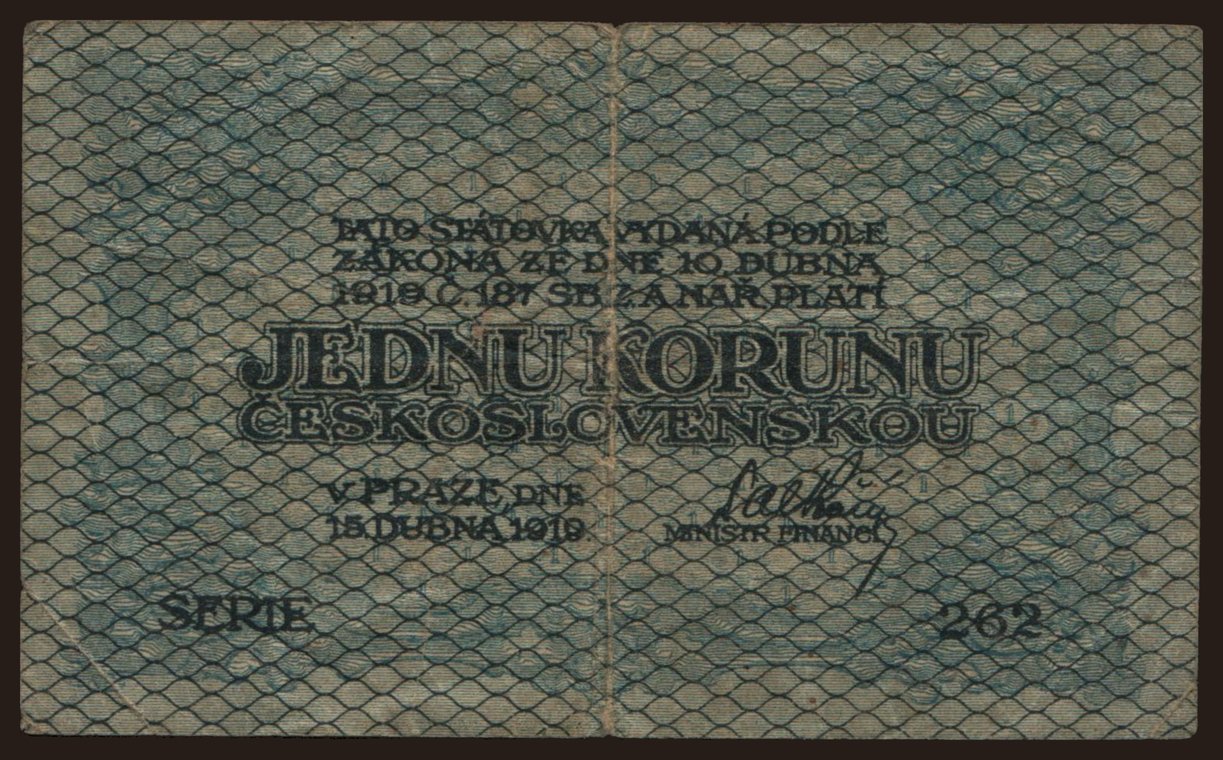 TATO STÁTOVKA VYDANÁ PODLE
ZÁKONA ZE DNE 10. DUBNA
1919 Č. 187 SB. Z. A NAŘ. PLATÍ
JEDNU KORUNU
ČESKOSLOVENSKOU
V PRAZE, DNE
15. DUBNA 1919.
MINISTR FINANCÍ
SERIE 262